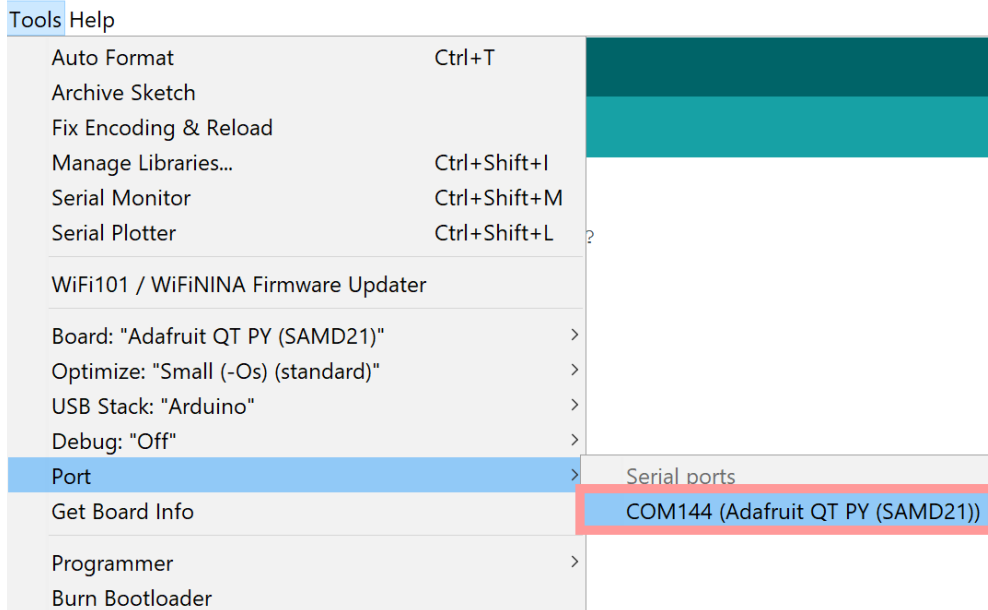 Tools Help
Auto Format Ctrl+T
Archive Sketch
Fix Encoding & Reload
Manage Libraries... Ctrl+Shift+I
Serial Monitor Ctrl+Shift+M
Serial Plotter Ctrl+Shift+L
?
WiFi101 / WiFiNINA Firmware Updater
Board: "Adafruit QT PY (SAMD21)"
Optimize: "Small (-Os) (standard)"
USB Stack: "Arduino"
Debug: "Off"
Port
Serial ports
Get Board Info
COM144 (Adafruit QT PY (SAMD21))
Programmer
Burn Bootloader